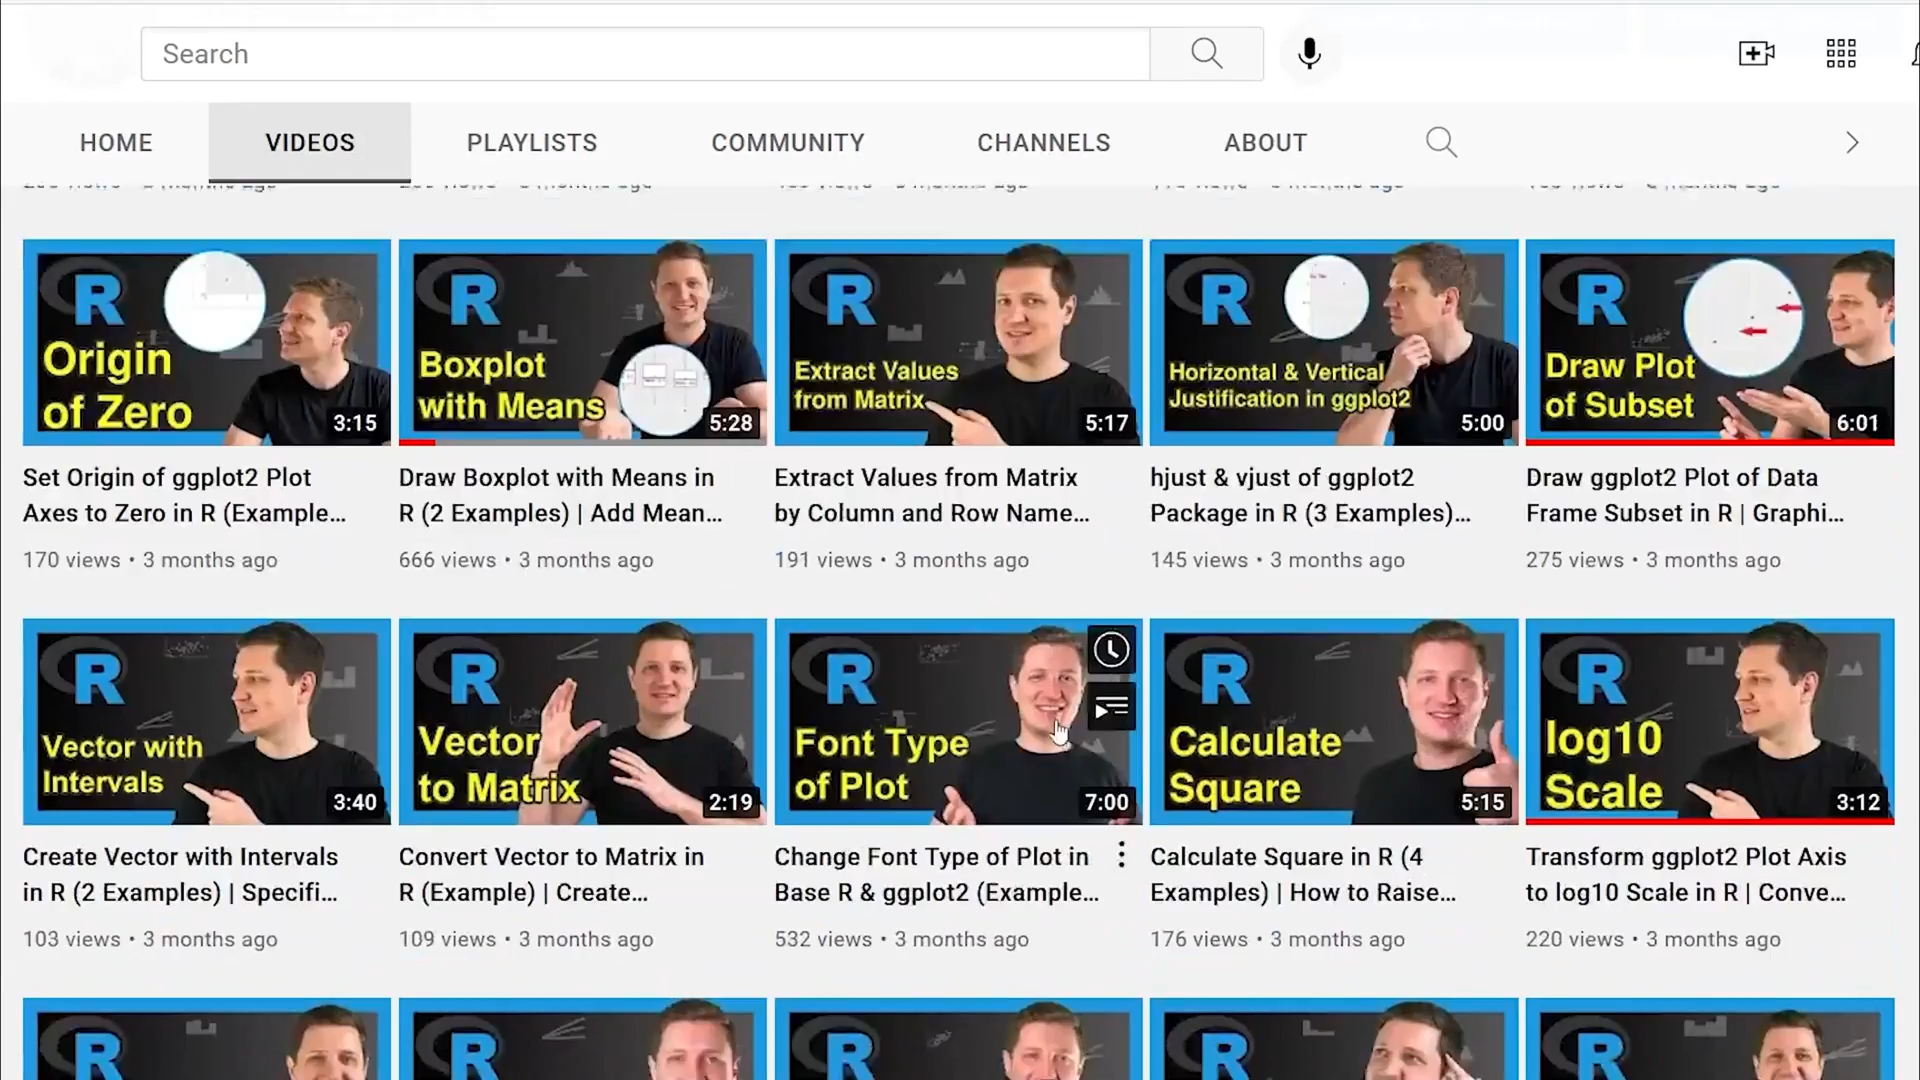 Search
HOME VIDEOS PLAYLISTS COMMUNITY CHANNELS ABOUT
R Origin
of Zero
3:15
R Boxplot
with Means
5:28
R Extract Values
from Matrix
5:17
R Horizontal & Vertical
Justification in ggplot2
5:00
R Draw Plot
of Subset
6:01
Set Origin of ggplot2 Plot
Axes to Zero in R (Example...
170 views • 3 months ago
Draw Boxplot with Means in
R (2 Examples) | Add Mean...
666 views • 3 months ago
Extract Values from Matrix
by Column and Row Name...
191 views • 3 months ago
hjust & vjust of ggplot2
Package in R (3 Examples)...
145 views • 3 months ago
Draw ggplot2 Plot of Data
Frame Subset in R | Graphi...
275 views • 3 months ago
R Vector with
Intervals
3:40
R Vector
to Matrix
2:19
R Font Type
of Plot
7:00
R Calculate
Square
5:15
R log10
Scale
3:12
Create Vector with Intervals
in R (2 Examples) | Specifi...
103 views • 3 months ago
Convert Vector to Matrix in
R (Example) | Create...
109 views • 3 months ago
Change Font Type of Plot in
Base R & ggplot2 (Example...
532 views • 3 months ago
Calculate Square in R (4
Examples) | How to Raise...
176 views • 3 months ago
Transform ggplot2 Plot Axis
to log10 Scale in R | Conve...
220 views • 3 months ago
R R R R R